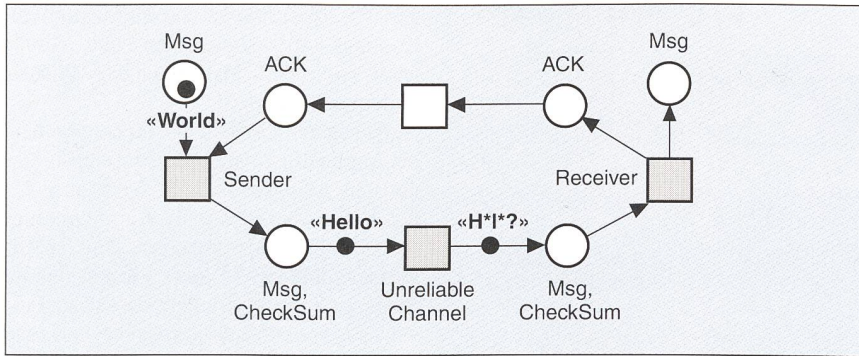 Msg
ACK
ACK
Msg
«World»
Sender
Receiver
«Hello»
«H*l*?»
Msg,
CheckSum
Unreliable
Channel
Msg,
CheckSum